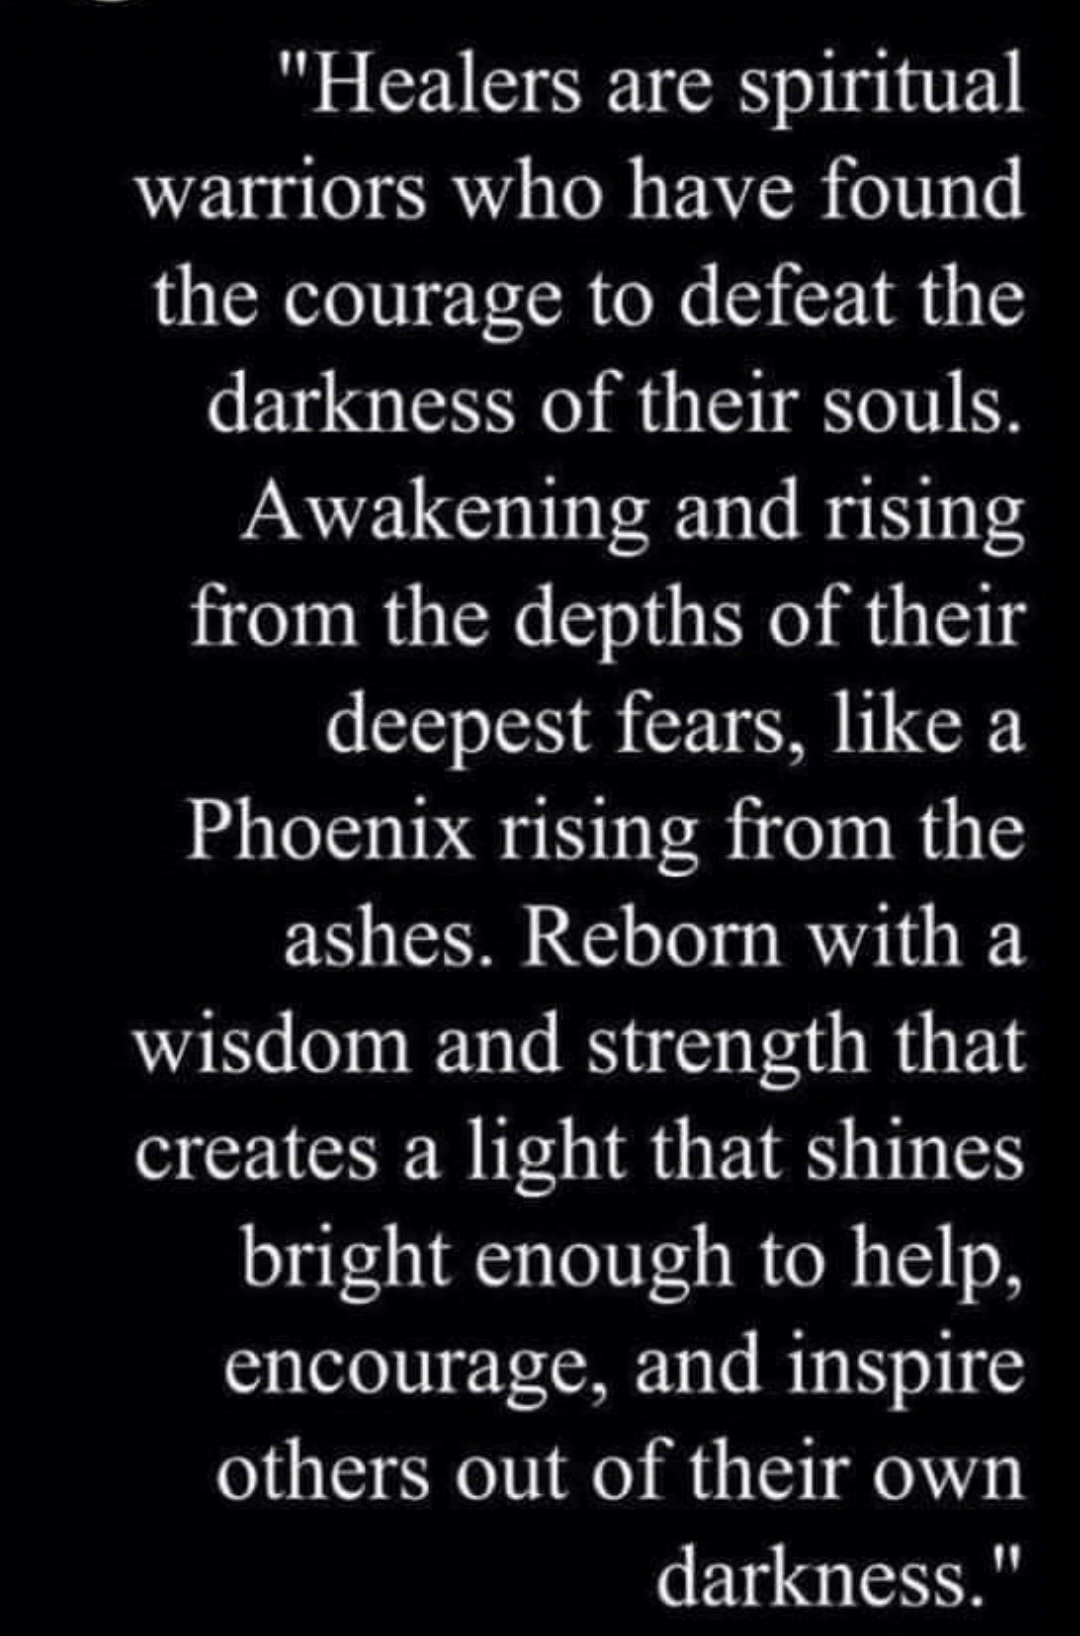 "Healers are spiritual
warriors who have found
the courage to defeat the
darkness of their souls.
Awakening and rising
from the depths of their
deepest fears, like a
Phoenix rising from the
ashes. Reborn with a
wisdom and strength that
creates a light that shines
bright enough to help,
encourage, and inspire
others out of their own
darkness."